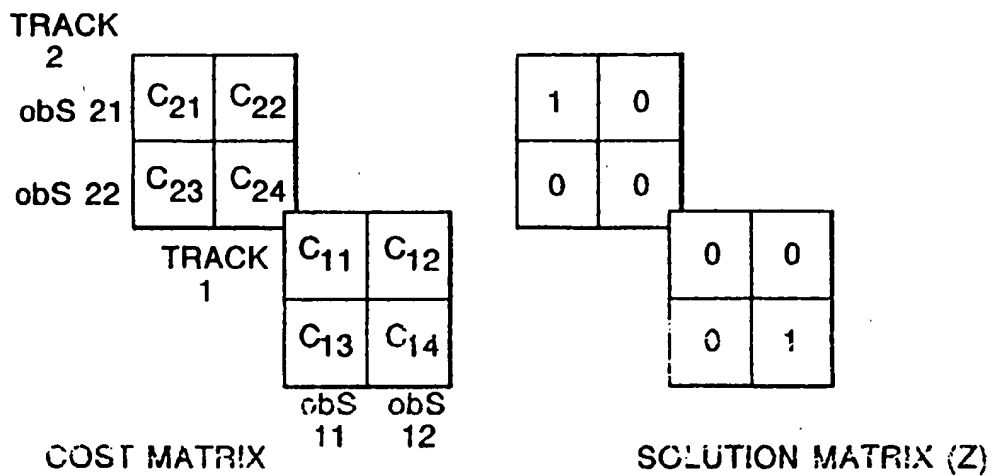 TRACK
2
obS 21
C21 C22
1 0
obS 22
C23 C24
0 0
TRACK
1
C11 C12
0 0
C13 C14
0 1
obS
11
obS
12
COST MATRIX
SOLUTION MATRIX (Z)